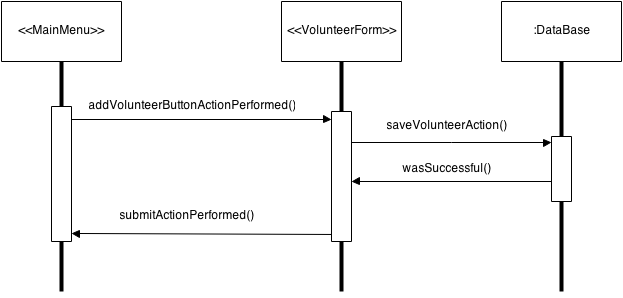 <<MainMenu>>
<<VolunteerForm>>
:DataBase
addVolunteerButtonActionPerformed()
saveVolunteerAction()
wasSuccessful()
submitActionPerformed()